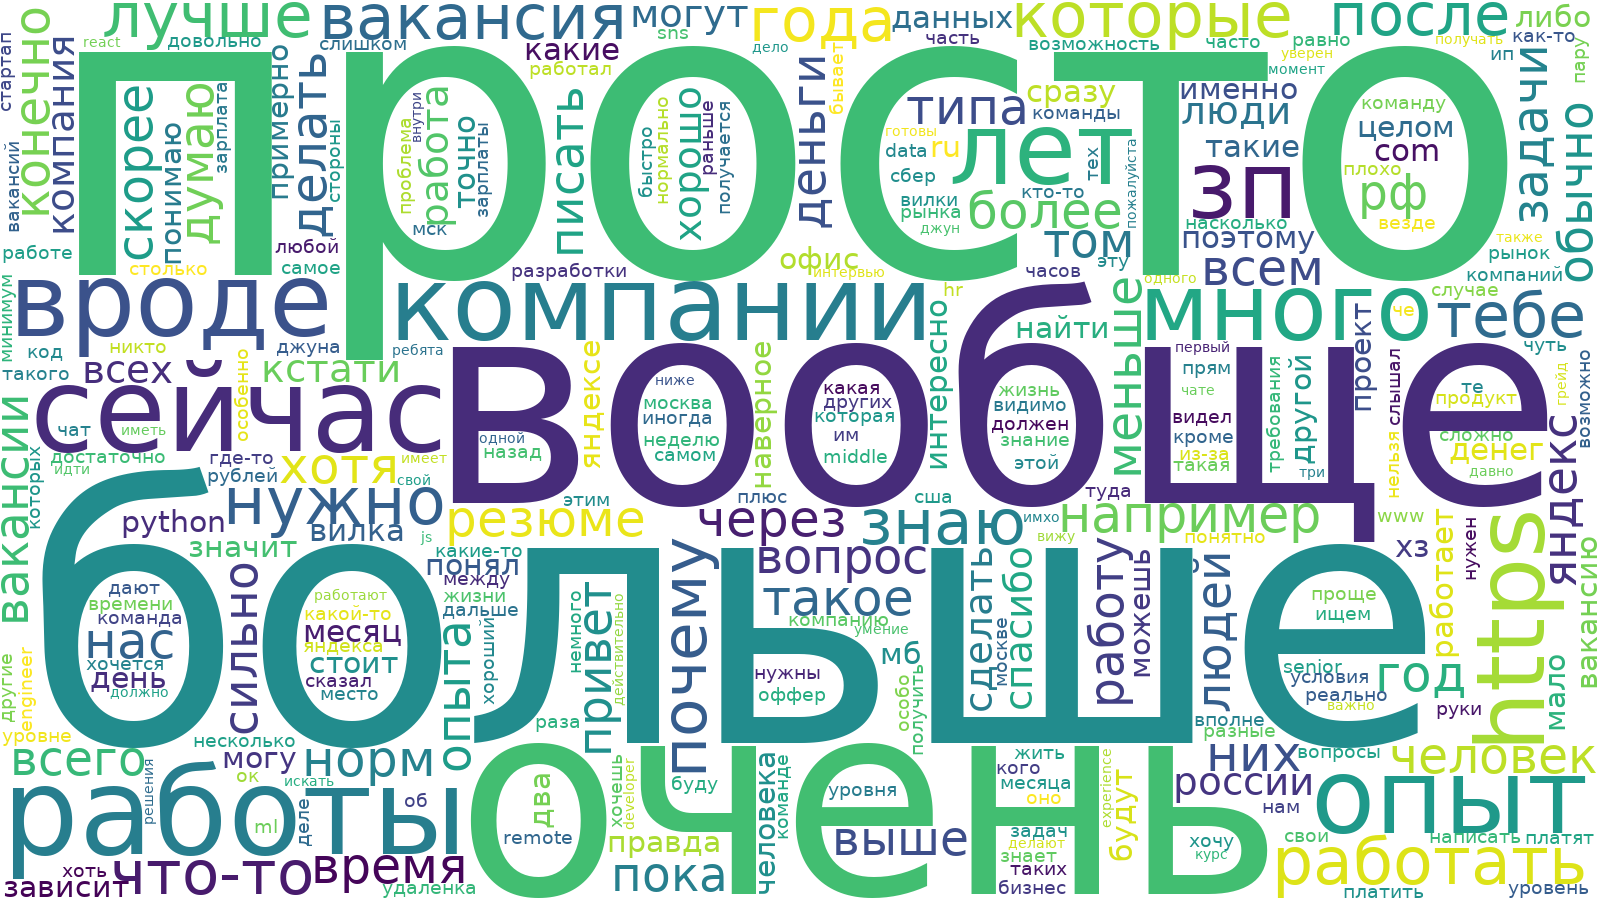 лучше
вакансия
могут
года
данных
которые
после
либо
стартап
react
довольно
слишком
какие
sns
дело
часть
возможность
часто
равно
получать
как-то
конечно
компания
просто
работал
бывает
уверен
момент
ип
пару
скорее
думаю
зарплата
примерно
делать
стороны
понимаю
вакансий
проблема
внутри
работа
точно
зарплаты
мск
писать
быстро
нормально
хорошо
раньше
получается
деньги
типа
сразу
команды
именно
люди
такие
готовы
data
ru
лет
тех
пожалуйста
сбер
вилки
рынка
джун
кто-то
более
том
эту
зп
насколько
поэтому
всем
команду
целом
com
плохо
рф
везде
также
рынок
компаний
задачи
обычно
работе
столько
любой
самое
разработки
офис
интервью
часов
одного
hr
случае
минимум
вроде
компании
много
тебе
че
код
никто
джуна
ребята
найти
меньше
интересно
первый
прям
чате
проект
чуть
такого
всех
особенно
кстати
сейчас
вообще
яндексе
наверное
ниже
москва
иногда
неделю
самом
одной
назад
какая
других
которая
им
middle
жизнь
видимо
должен
знание
этой
видел
кроме
из-за
такая
требования
другой
три
слышал
нельзя
те
продукт
сложно
денег
давно
грейд
возможно
яндекс
чат
иметь
достаточно
идти
которых
вакансии
где-то
рублей
хотя
имеет
свой
этим
плюс
сша
туда
python
нужно
вилка
js
резюме
через
знаю
имхо
вижу
например
понятно
www
https
хз
работает
нужен
вакансию
значит
какие-то
понял
вопрос
больше
дают
времени
команда
нас
хочется
день
должно
сильно
работают
какой-то
месяц
яндекса
стоит
сказал
место
между
жизни
дальше
хороший
опыта
немного
привет
действительно
почему
такое
компанию
умение
мб
нужны
оффер
особо
получить
сделать
москве
спасибо
работу
можешь
людей
проще
ищем
senior
условия
реально
важно
год
руки
мало
другие
engineer
уровне
несколько
всего
могу
норм
раза
вполне
разные
них
вопросы
человек
решения
ок
искать
работы
ml
деле
об
очень
два
remote
хочешь
developer
буду
правда
человека
команде
уровня
выше
жить
кого
месяца
оно
задач
делают
знает
таких
бизнес
experience
будут
россии
нам
хочу
курс
свои
опыт
написать
платят
работать
платить
уровень
хоть
зависит
что-то
время
удаленка
пока